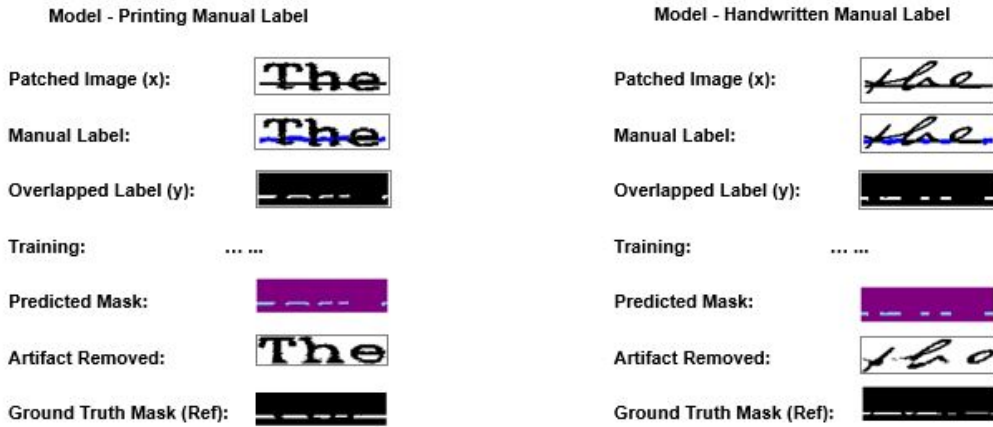 Model - Printing Manual Label
Patched Image (x): The
Manual Label: The
Overlapped Label (y):
Training: ... ...
Predicted Mask:
Artifact Removed: The
Ground Truth Mask (Ref):
Model - Handwritten Manual Label
Patched Image (x): the
Manual Label: the
Overlapped Label (y):
Training: ... ...
Predicted Mask:
Artifact Removed:
Ground Truth Mask (Ref):